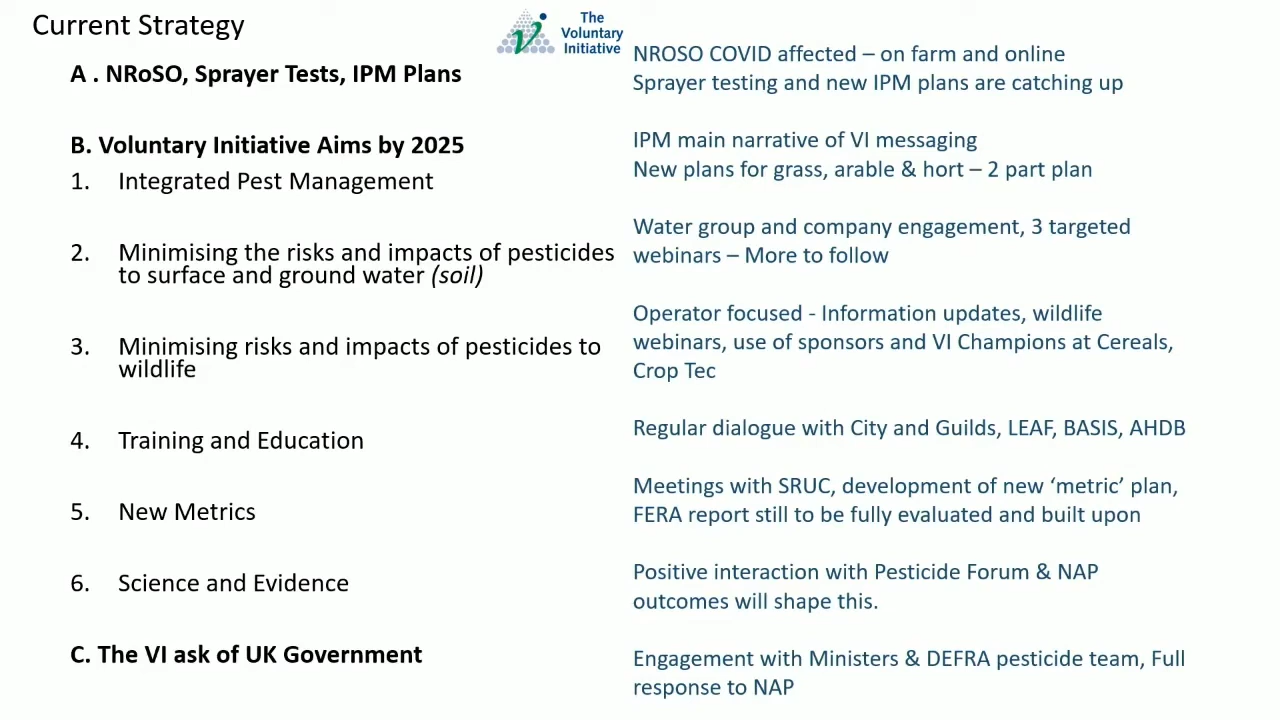 Current Strategy
The
Voluntary
Initiative
A . NRoSO, Sprayer Tests, IPM Plans
NROSO COVID affected – on farm and online
Sprayer testing and new IPM plans are catching up
B. Voluntary Initiative Aims by 2025
1. Integrated Pest Management
IPM main narrative of VI messaging
New plans for grass, arable & hort – 2 part plan
2. Minimising the risks and impacts of pesticides
to surface and ground water (soil)
Water group and company engagement, 3 targeted
webinars – More to follow
3. Minimising risks and impacts of pesticides to
wildlife
Operator focused - Information updates, wildlife
webinars, use of sponsors and VI Champions at Cereals,
Crop Tec
4. Training and Education
Regular dialogue with City and Guilds, LEAF, BASIS, AHDB
5. New Metrics
Meetings with SRUC, development of new ‘metric’ plan,
FERA report still to be fully evaluated and built upon
6. Science and Evidence
Positive interaction with Pesticide Forum & NAP
outcomes will shape this.
C. The VI ask of UK Government
Engagement with Ministers & DEFRA pesticide team, Full
response to NAP